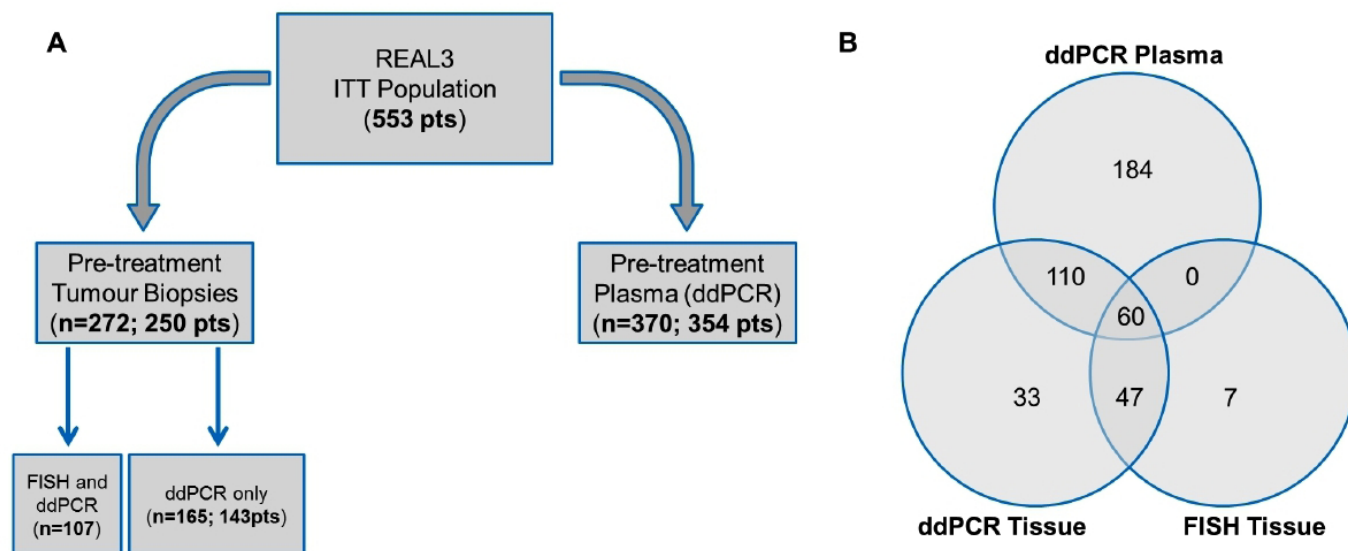 A
REAL3
ITT Population
(553 pts)
Pre-treatment
Tumour Biopsies
(n=272; 250 pts)
Pre-treatment
Plasma (ddPCR)
(n=370; 354 pts)
FISH and
ddPCR
(n=107)
ddPCR only
(n=165; 143pts)
B
ddPCR Plasma
184
110
0
60
33
47
7
ddPCR Tissue
FISH Tissue